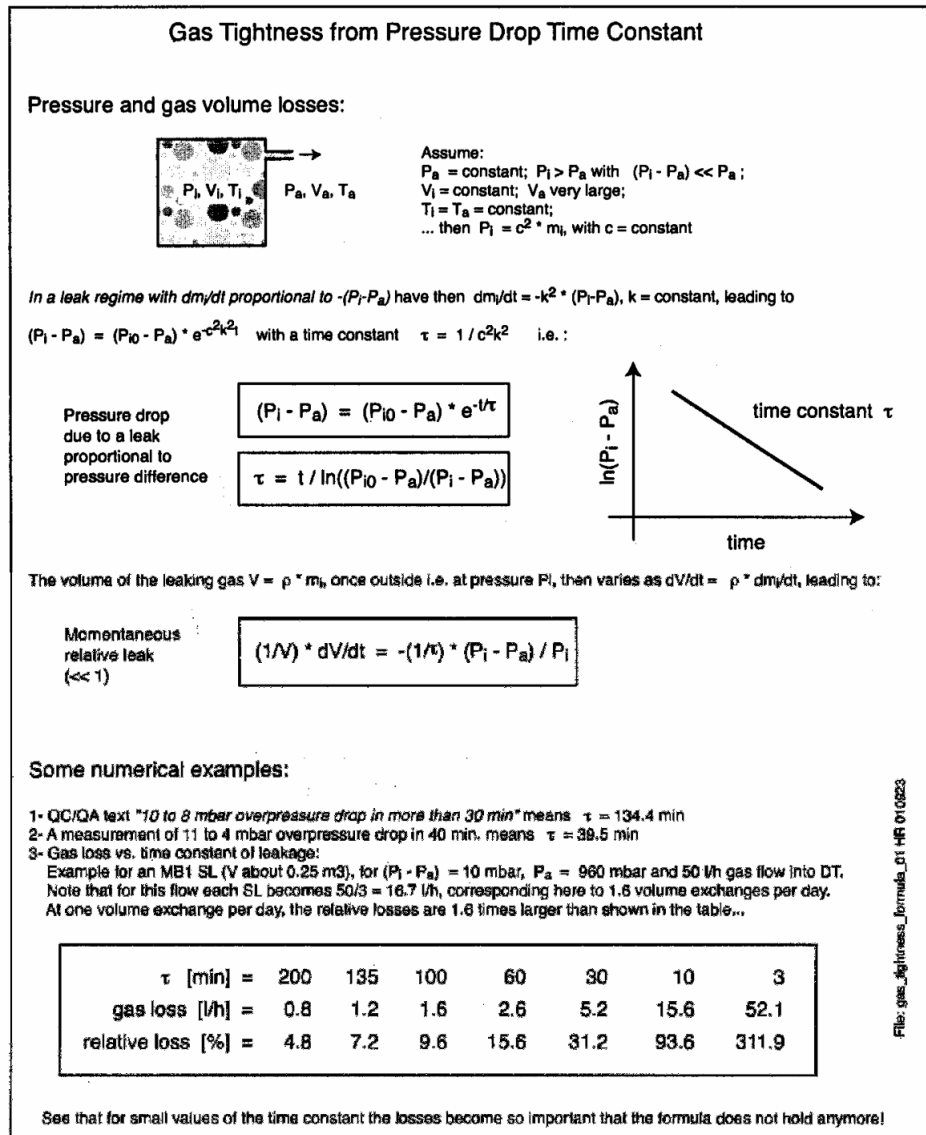 Gas Tightness from Pressure Drop Time Constant
Pressure and gas volume losses:
Pi, Vi, Ti Pa, Va, Ta
Assume:
Pa = constant; Pi > Pa with (Pi - Pa) << Pa ;
Vi = constant; Va very large;
Ti = Ta = constant;
... then Pi = c² * mi, with c = constant
In a leak regime with dmi/dt proportional to -(Pi-Pa) have then dmi/dt = -k² * (Pi-Pa), k = constant, leading to
(Pi - Pa) = (Pi0 - Pa) * e^-c²k²t with a time constant τ = 1 / c²k² i.e. :
Pressure drop
due to a leak
proportional to
pressure difference
(Pi - Pa) = (Pi0 - Pa) * e^-t/τ
τ = t / ln((Pi0 - Pa)/(Pi - Pa))
ln(Pi - Pa)
time constant τ
time
The volume of the leaking gas V = ρ * mi, once outside i.e. at pressure Pi, then varies as dV/dt = ρ * dmi/dt, leading to:
Momentaneous
relative leak
(<< 1)
(1/V) * dV/dt = -(1/τ) * (Pi - Pa) / Pi
Some numerical examples:
1- QC/QA text "10 to 8 mbar overpressure drop in more than 30 min" means τ = 134.4 min
2- A measurement of 11 to 4 mbar overpressure drop in 40 min. means τ = 39.5 min
3- Gas loss vs. time constant of leakage:
Example for an MB1 SL (V about 0.25 m3), for (Pi - Pa) = 10 mbar, Pa = 960 mbar and 50 l/h gas flow into DT.
Note that for this flow each SL becomes 50/3 = 16.7 l/h, corresponding here to 1.6 volume exchanges per day.
At one volume exchange per day, the relative losses are 1.6 times larger than shown in the table...
τ [min] = 200 135 100 60 30 10 3
gas loss [l/h] = 0.8 1.2 1.6 2.6 5.2 15.6 52.1
relative loss [%] = 4.8 7.2 9.6 15.6 31.2 93.6 311.9
See that for small values of the time constant the losses become so important that the formula does not hold anymore!
File: gas_tightness_formula_01 HR 010623